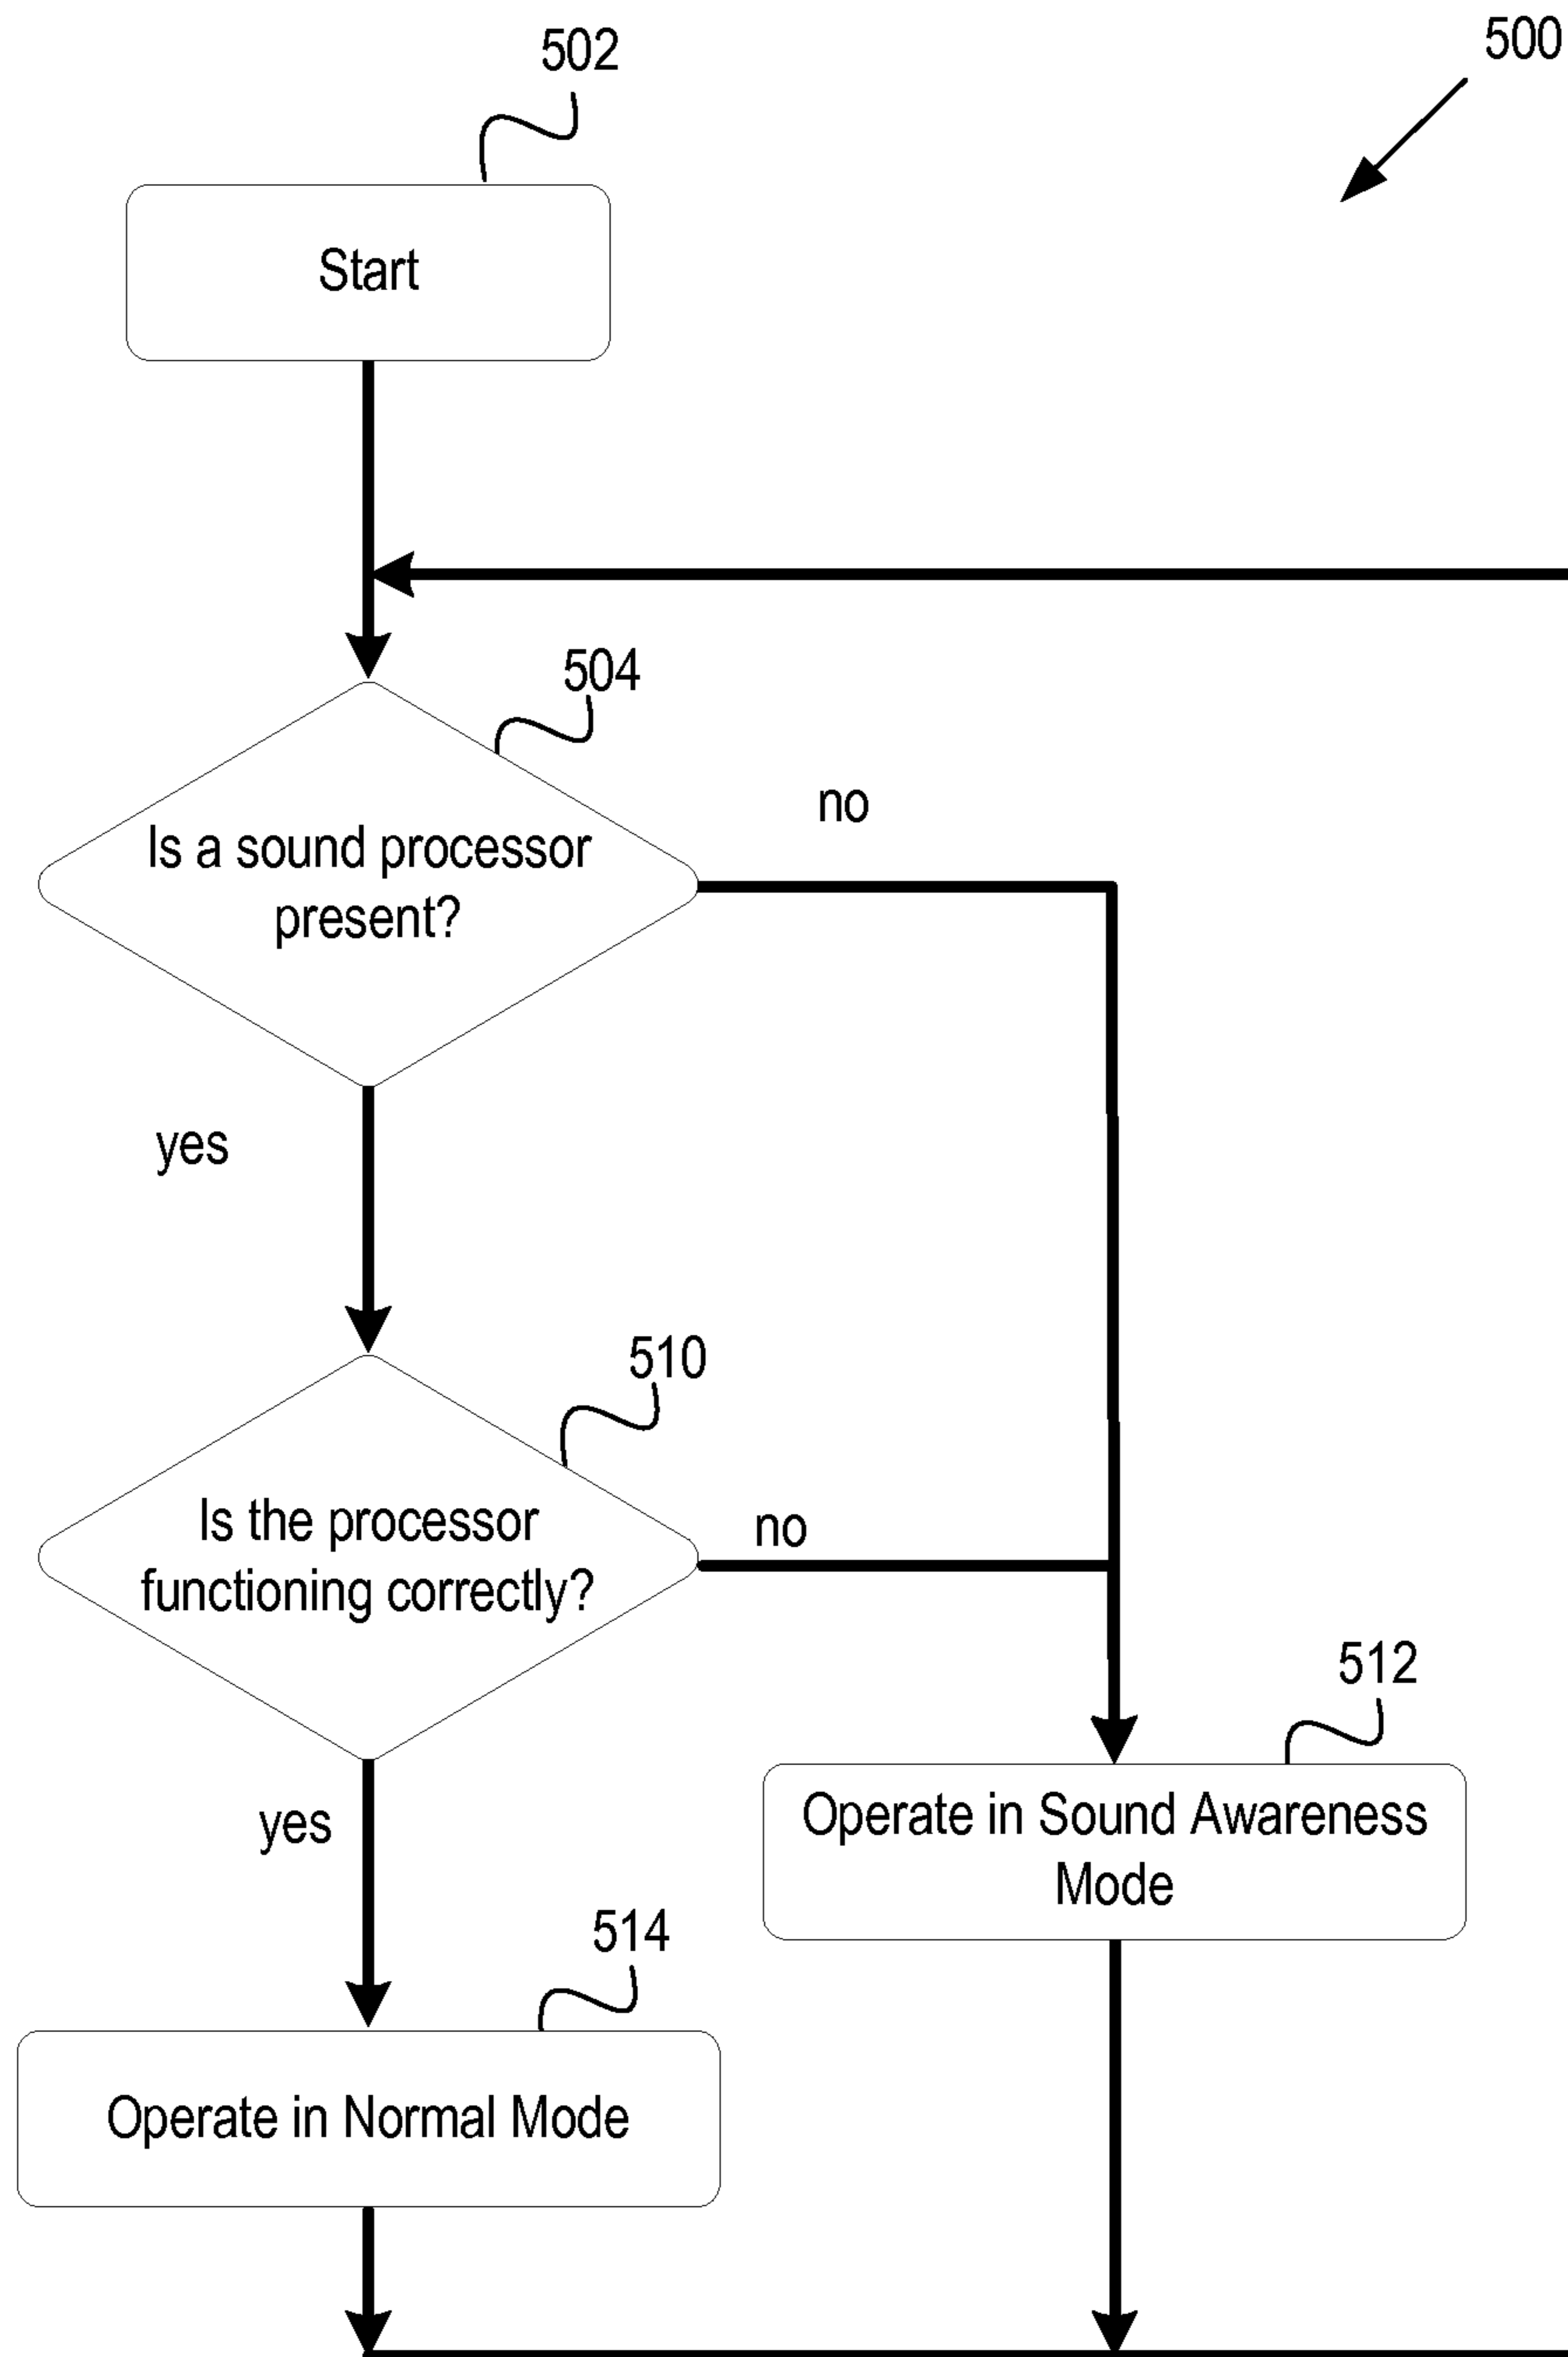 502
500
Start
504
no
Is a sound processor
present?
yes
510
no
Is the processor
functioning correctly?
512
yes
Operate in Sound Awareness
Mode
514
Operate in Normal Mode